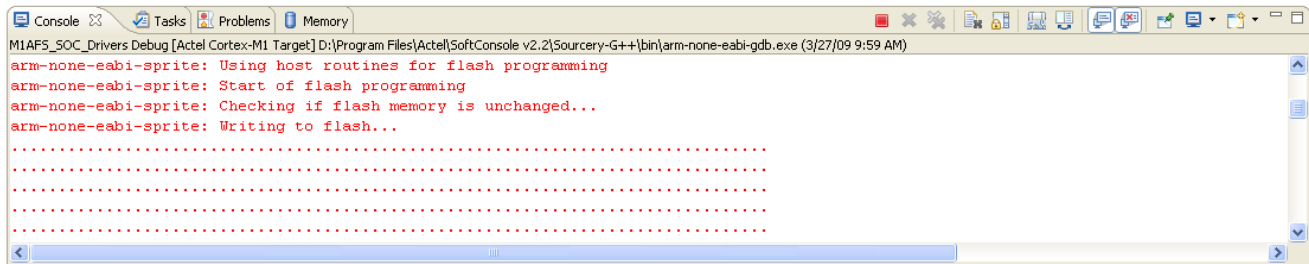 Console Tasks Problems Memory
M1AFS_SOC_Drivers Debug [Actel Cortex-M1 Target] D:\Program Files\Actel\SoftConsole v2.2\Sourcery-G++\bin\arm-none-eabi-gdb.exe (3/27/09 9:59 AM)
arm-none-eabi-sprite: Using host routines for flash programming
arm-none-eabi-sprite: Start of flash programming
arm-none-eabi-sprite: Checking if flash memory is unchanged...
arm-none-eabi-sprite: Writing to flash...
...............................................................................
...............................................................................
...............................................................................
...............................................................................
...............................................................................